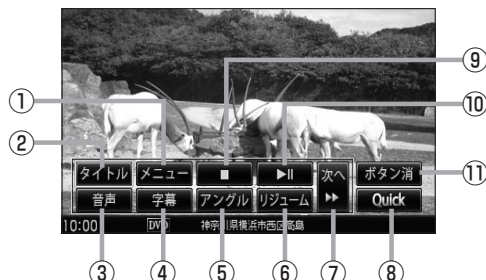 ⑨
① ⑩
②
タイトル メニュー ■ ▶II 次へ ボタン消 ⑪
音声 字幕 アングル リジューム ▶▶ Quick
10:00 DVD 神奈川県横浜市西区高島
③ ④ ⑤ ⑥ ⑦ ⑧